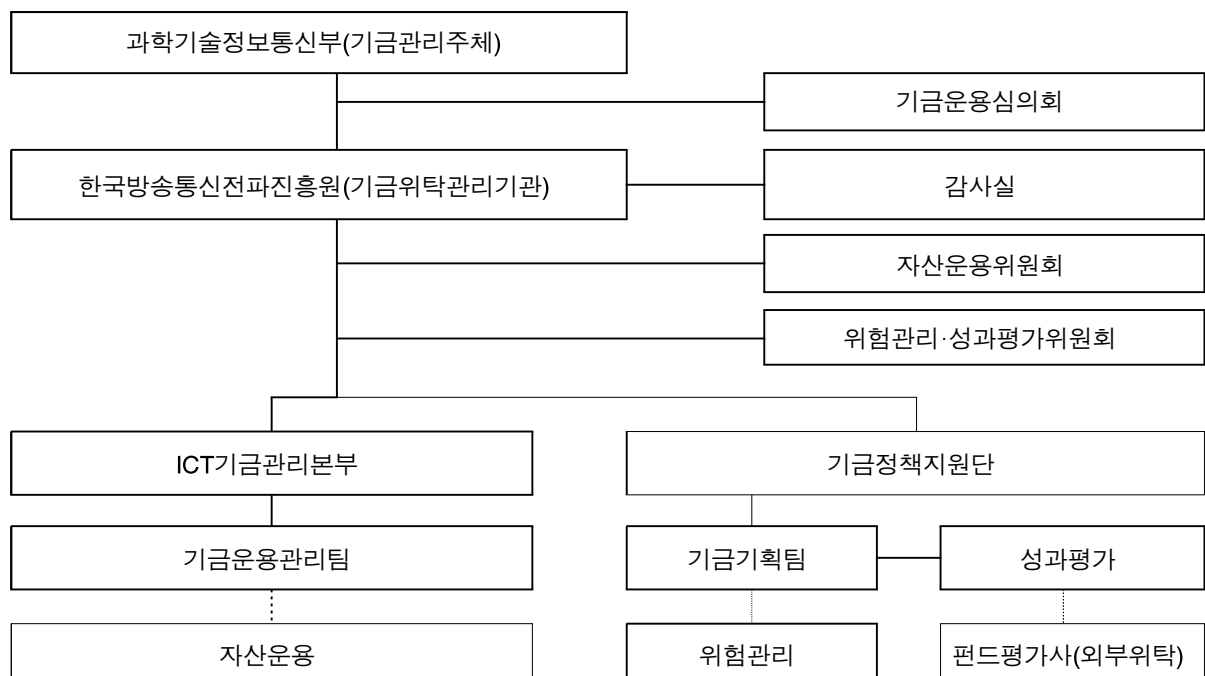 과학기술정보통신부(기금관리주체)
기금운용심의회
한국방송통신전파진흥원(기금위탁관리기관)
감사실
자산운용위원회
위험관리·성과평가위원회
ICT기금관리본부
기금정책지원단
기금운용관리팀
기금기획팀
성과평가
자산운용
위험관리
펀드평가사(외부위탁)